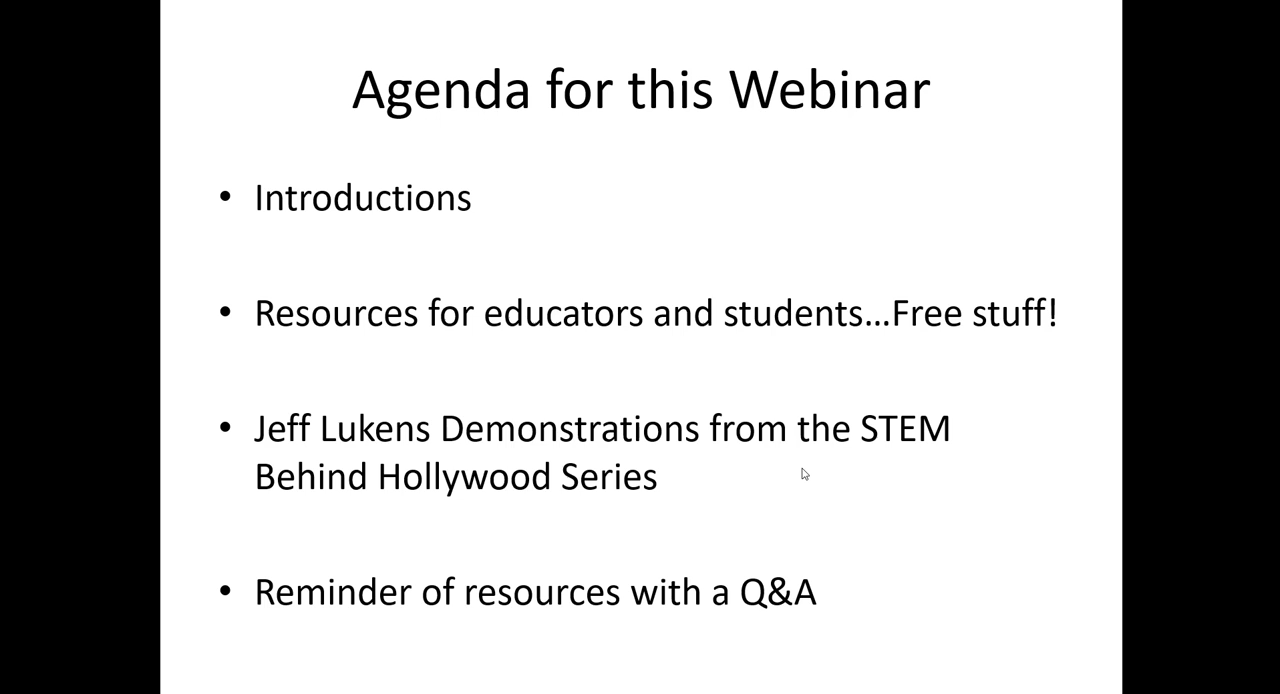 Agenda for this Webinar
• Introductions
• Resources for educators and students...Free stuff!
• Jeff Lukens Demonstrations from the STEM
Behind Hollywood Series
• Reminder of resources with a Q&A